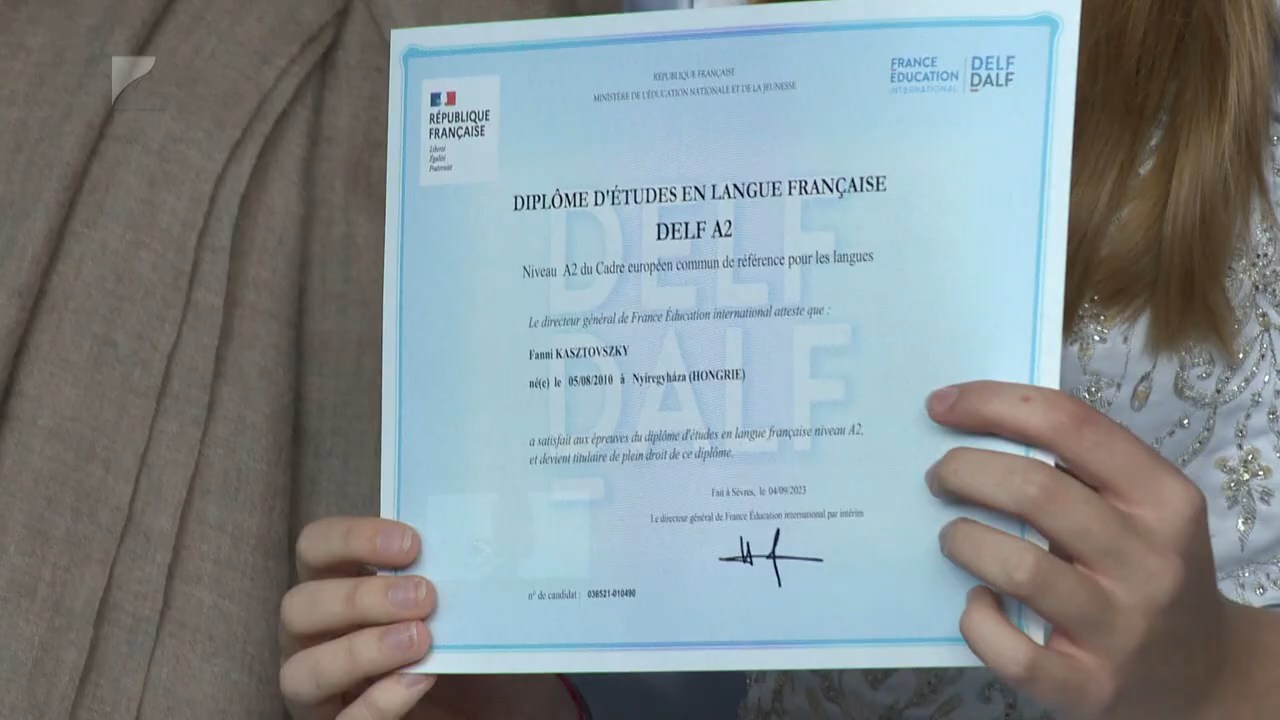 RÉPUBLIQUE FRANÇAISE
MINISTÈRE DE L'ÉDUCATION NATIONALE ET DE LA JEUNESSE
RÉPUBLIQUE
FRANÇAISE
Liberté
Égalité
Fraternité
FRANCE
ÉDUCATION
INTERNATIONAL
DELF
DALF
DIPLÔME D'ÉTUDES EN LANGUE FRANÇAISE
DELF A2
Niveau A2 du Cadre européen commun de référence pour les langues
Le directeur général de France Éducation international atteste que :
Fanni KASZTOVSZKY
né(e) le 05/08/2010 à Nyíregyháza (HONGRIE)
DELF
DALF
a satisfait aux épreuves du diplôme d'études en langue française niveau A2,
et devient titulaire de plein droit de ce diplôme.
Fait à Sèvres, le 04/09/2023
Le directeur général de France Éducation international par intérim
n° de candidat : 036521-010490